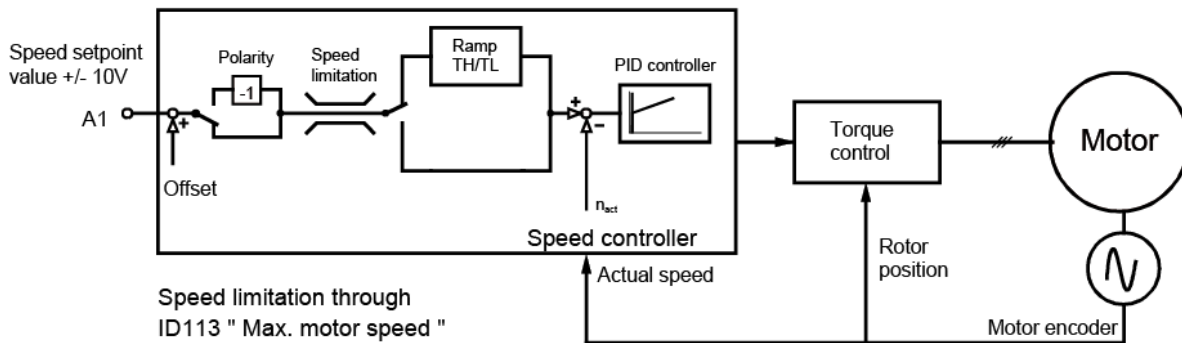 Speed setpoint
value +/- 10V
A1
Offset
Polarity
-1
Speed
limitation
Ramp
TH/TL
PID controller
+
+
−
n_act
Speed controller
Torque
control
Motor
Actual speed
Rotor
position
Motor encoder
Speed limitation through
ID113 " Max. motor speed "